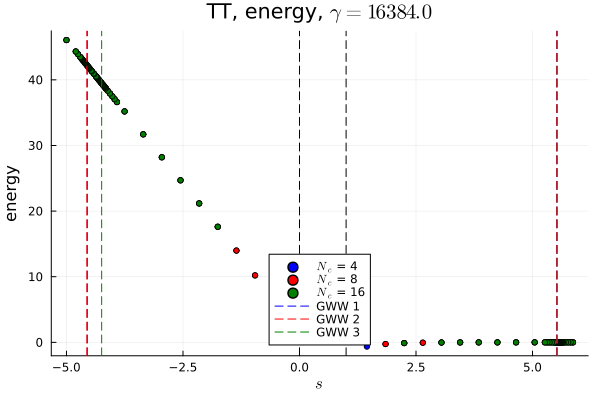 TT, energy, γ = 16384.0
energy
40
30
20
10
0
N_c = 4
N_c = 8
N_c = 16
GWW 1
GWW 2
GWW 3
−5.0
−2.5
0.0
2.5
5.0
s